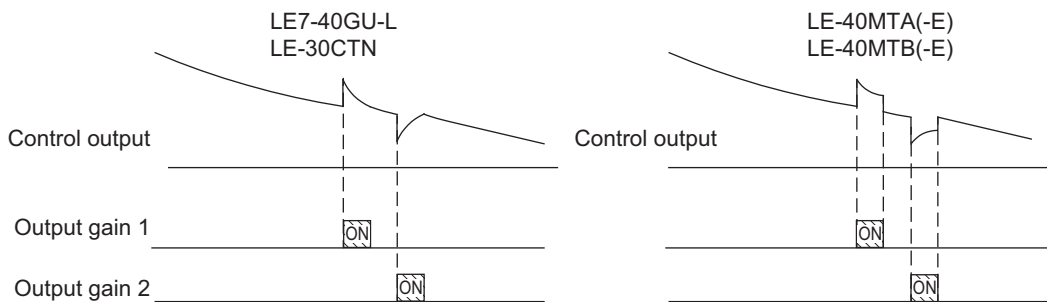 LE7-40GU-L
LE-30CTN
Control output
Output gain 1
ON
Output gain 2
ON
LE-40MTA(-E)
LE-40MTB(-E)
Control output
ON
ON